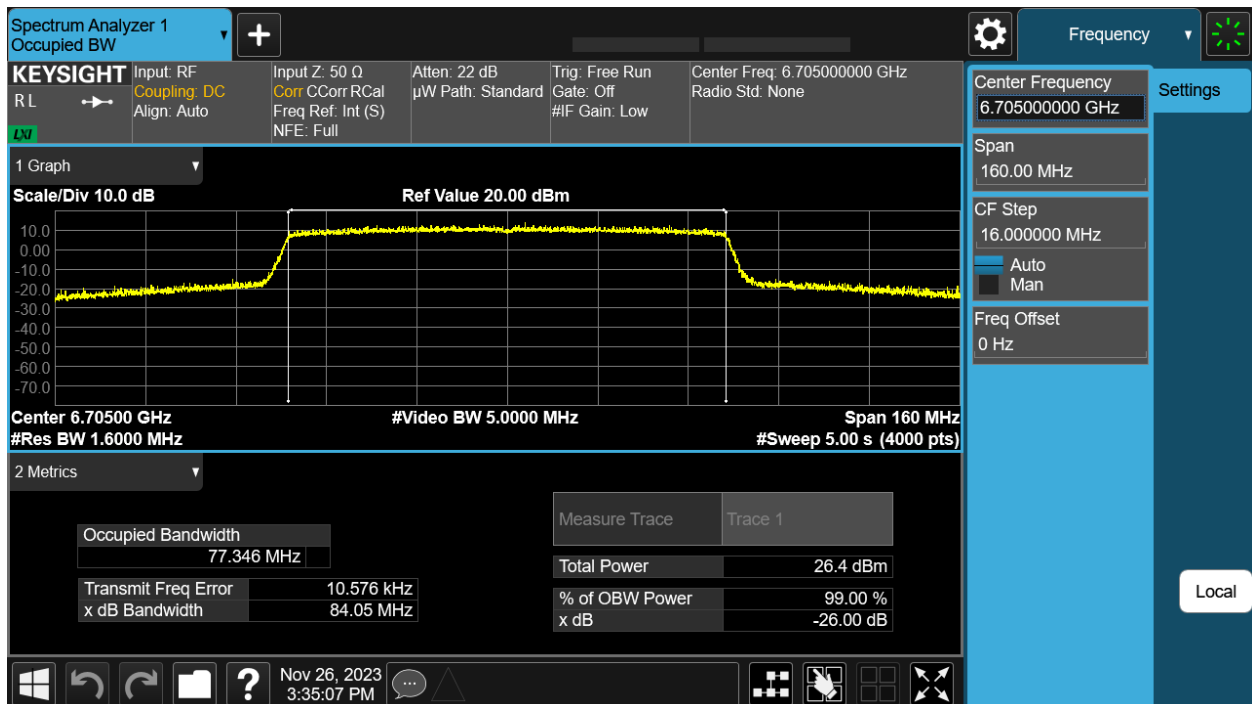 Spectrum Analyzer 1
Occupied BW
Frequency
KEYSIGHT
R L
LXI
Input: RF
Coupling: DC
Align: Auto
Input Z: 50 Ω
Corr CCorr RCal
Freq Ref: Int (S)
NFE: Full
Atten: 22 dB
µW Path: Standard
Trig: Free Run
Gate: Off
#IF Gain: Low
Center Freq: 6.705000000 GHz
Radio Std: None
Center Frequency
6.705000000 GHz
Settings
Span
160.00 MHz
CF Step
16.000000 MHz
Auto
Man
Freq Offset
0 Hz
1 Graph
Scale/Div 10.0 dB
Ref Value 20.00 dBm
10.0
0.00
-10.0
-20.0
-30.0
-40.0
-50.0
-60.0
-70.0
Center 6.70500 GHz
#Video BW 5.0000 MHz
Span 160 MHz
#Res BW 1.6000 MHz
#Sweep 5.00 s (4000 pts)
2 Metrics
Occupied Bandwidth
77.346 MHz
Transmit Freq Error 10.576 kHz
x dB Bandwidth 84.05 MHz
Measure Trace Trace 1
Total Power 26.4 dBm
% of OBW Power 99.00 %
x dB -26.00 dB
Local
?
Nov 26, 2023
3:35:07 PM